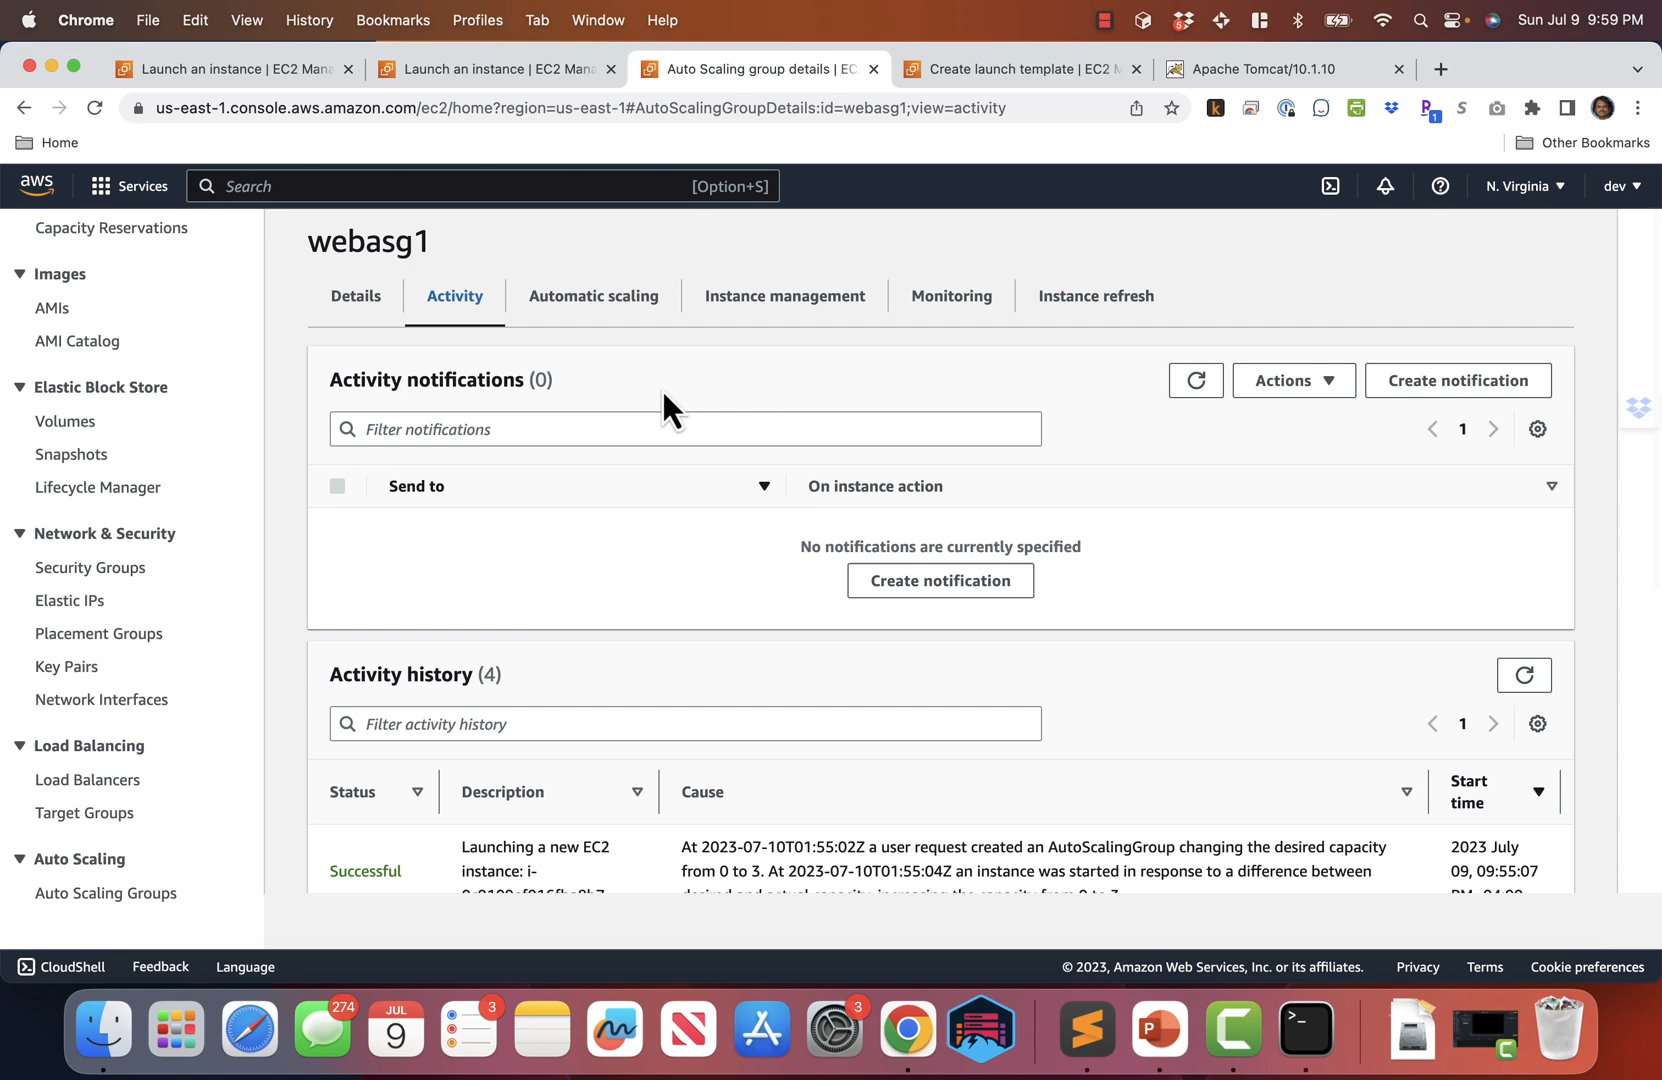 Chrome File Edit View History Bookmarks Profiles Tab Window Help Sun Jul 9 9:59 PM
Launch an instance | EC2 Mana Launch an instance | EC2 Mana Auto Scaling group details | EC Create launch template | EC2 M Apache Tomcat/10.1.10
us-east-1.console.aws.amazon.com/ec2/home?region=us-east-1#AutoScalingGroupDetails:id=webasg1;view=activity
Home Other Bookmarks
aws Services Search [Option+S] N. Virginia dev
Capacity Reservations
Images
AMIs
AMI Catalog
Elastic Block Store
Volumes
Snapshots
Lifecycle Manager
Network & Security
Security Groups
Elastic IPs
Placement Groups
Key Pairs
Network Interfaces
Load Balancing
Load Balancers
Target Groups
Auto Scaling
Auto Scaling Groups
webasg1
Details Activity Automatic scaling Instance management Monitoring Instance refresh
Activity notifications (0)
Actions Create notification
Filter notifications
1
Send to On instance action
No notifications are currently specified
Create notification
Activity history (4)
Filter activity history
1
Status Description Cause Start time
Successful
Launching a new EC2
instance: i-
At 2023-07-10T01:55:02Z a user request created an AutoScalingGroup changing the desired capacity
from 0 to 3. At 2023-07-10T01:55:04Z an instance was started in response to a difference between
2023 July
09, 09:55:07
CloudShell Feedback Language © 2023, Amazon Web Services, Inc. or its affiliates. Privacy Terms Cookie preferences
274
JUL
9
3
3
P
C